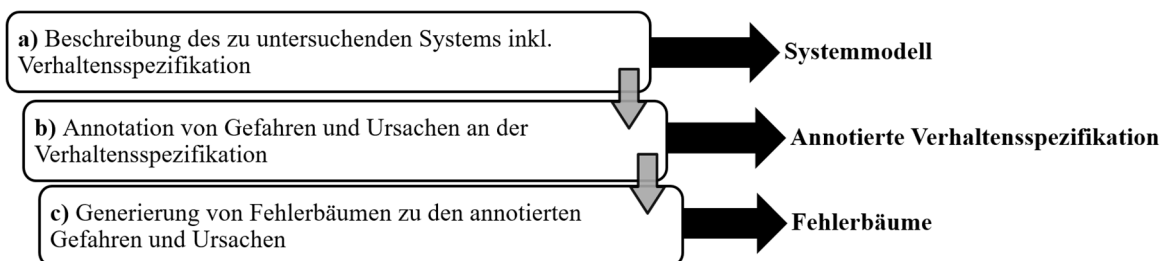 a) Beschreibung des zu untersuchenden Systems inkl.
Verhaltensspezifikation
Systemmodell
b) Annotation von Gefahren und Ursachen an der
Verhaltensspezifikation
Annotierte Verhaltensspezifikation
c) Generierung von Fehlerbäumen zu den annotierten
Gefahren und Ursachen
Fehlerbäume